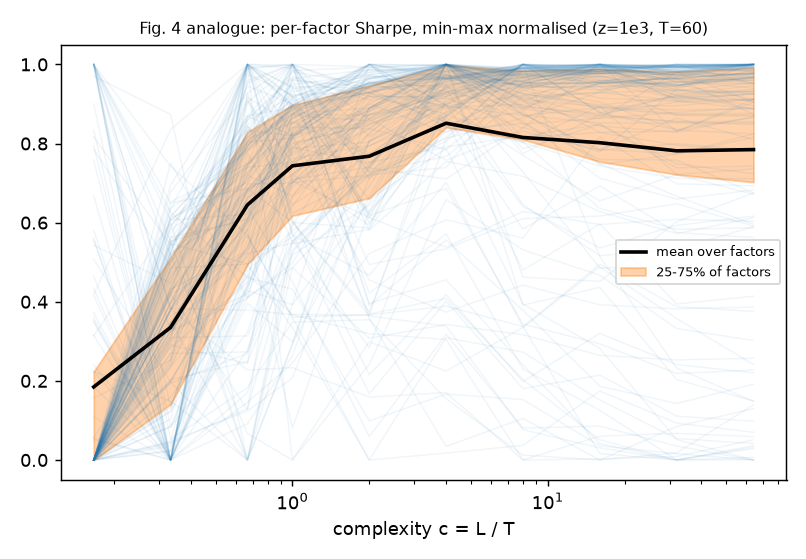 Fig. 4 analogue: per-factor Sharpe, min-max normalised (z=1e3, T=60)
1.0
0.8
0.6
0.4
0.2
0.0
mean over factors
25-75% of factors
10⁰
10¹
complexity c = L / T